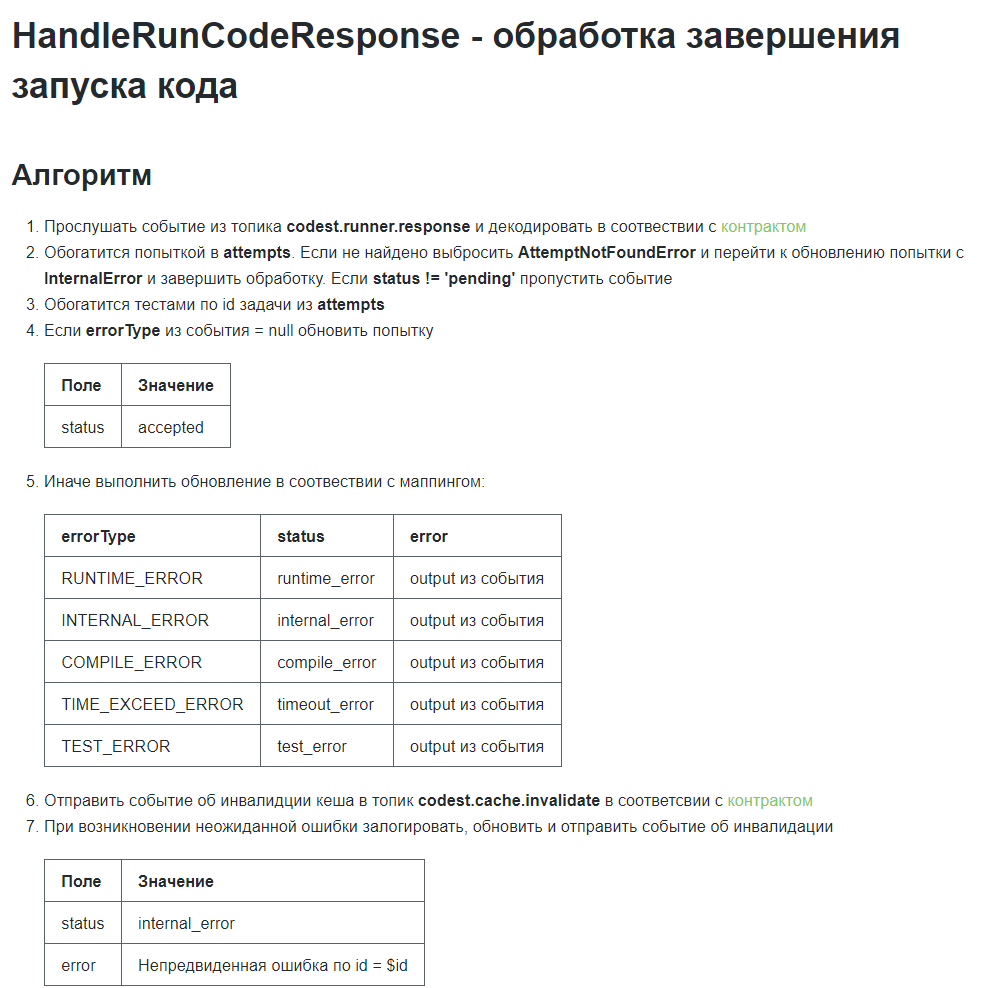 HandleRunCodeResponse - обработка завершения
запуска кода
Алгоритм
1. Прослушать событие из топика codest.runner.response и декодировать в соотвествии с контрактом
2. Обогатится попыткой в attempts. Если не найдено выбросить AttemptNotFoundError и перейти к обновлению попытки с
InternalError и завершить обработку. Если status != 'pending' пропустить событие
3. Обогатится тестами по id задачи из attempts
4. Если errorType из события = null обновить попытку
Поле Значение
status accepted
5. Иначе выполнить обновление в соотвествии с маппингом:
errorType status error
RUNTIME_ERROR runtime_error output из события
INTERNAL_ERROR internal_error output из события
COMPILE_ERROR compile_error output из события
TIME_EXCEED_ERROR timeout_error output из события
TEST_ERROR test_error output из события
6. Отправить событие об инвалидции кеша в топик codest.cache.invalidate в соответсвии с контрактом
7. При возникновении неожиданной ошибки залогировать, обновить и отправить событие об инвалидации
Поле Значение
status internal_error
error Непредвиденная ошибка по id = $id